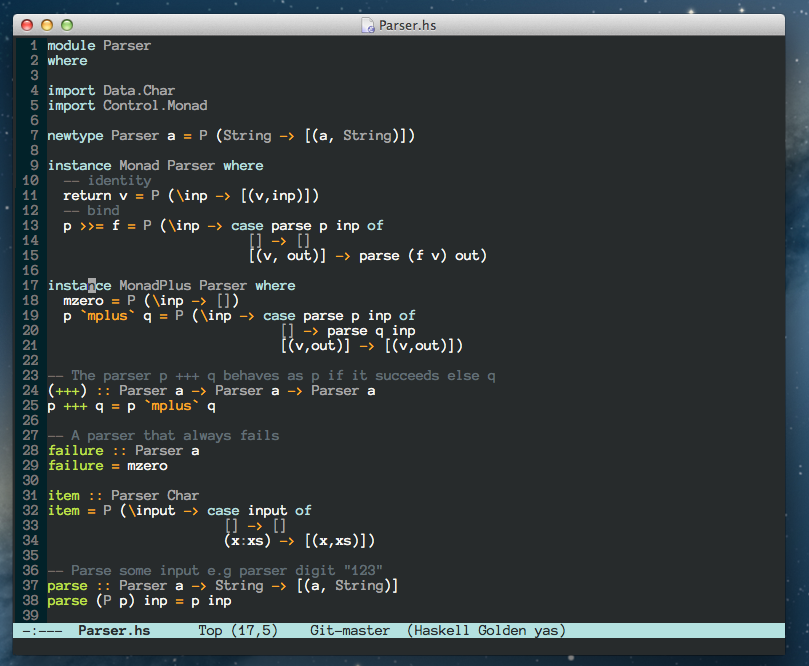 Parser.hs
1 module Parser
2 where
3
4 import Data.Char
5 import Control.Monad
6
7 newtype Parser a = P (String -> [(a, String)])
8
9 instance Monad Parser where
10   -- identity
11   return v = P (\inp -> [(v,inp)])
12   -- bind
13   p >>= f = P (\inp -> case parse p inp of
14                          [] -> []
15                          [(v, out)] -> parse (f v) out)
16
17 instance MonadPlus Parser where
18   mzero = P (\inp -> [])
19   p `mplus` q = P (\inp -> case parse p inp of
20                              [] -> parse q inp
21                              [(v,out)] -> [(v,out)])
22
23 -- The parser p +++ q behaves as p if it succeeds else q
24 (+++) :: Parser a -> Parser a -> Parser a
25 p +++ q = p `mplus` q
26
27 -- A parser that always fails
28 failure :: Parser a
29 failure = mzero
30
31 item :: Parser Char
32 item = P (\input -> case input of
33                       [] -> []
34                       (x:xs) -> [(x,xs)])
35
36 -- Parse some input e.g parser digit "123"
37 parse :: Parser a -> String -> [(a, String)]
38 parse (P p) inp = p inp
39
-:--- Parser.hs Top (17,5) Git-master (Haskell Golden yas)